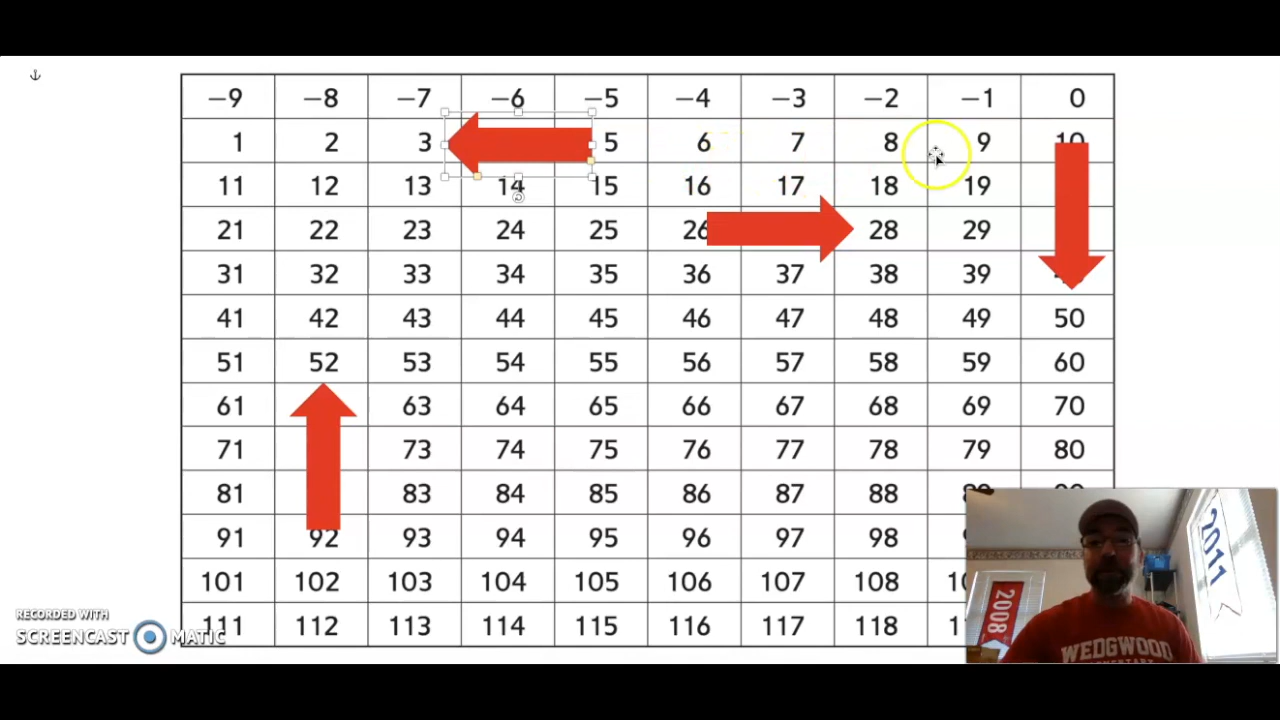 −9 −8 −7 −6 −5 −4 −3 −2 −1 0
1 2 3 5 6 7 8 9 10
11 12 13 14 15 16 17 18 19
21 22 23 24 25 26 28 29
31 32 33 34 35 36 37 38 39
41 42 43 44 45 46 47 48 49 50
51 52 53 54 55 56 57 58 59 60
61 63 64 65 66 67 68 69 70
71 73 74 75 76 77 78 79 80
81 83 84 85 86 87 88
91 92 93 94 95 96 97 98
101 102 103 104 105 106 107 108
111 112 113 114 115 116 117 118
RECORDED WITH
SCREENCAST MATIC
2011
2008
WEDGWOOD